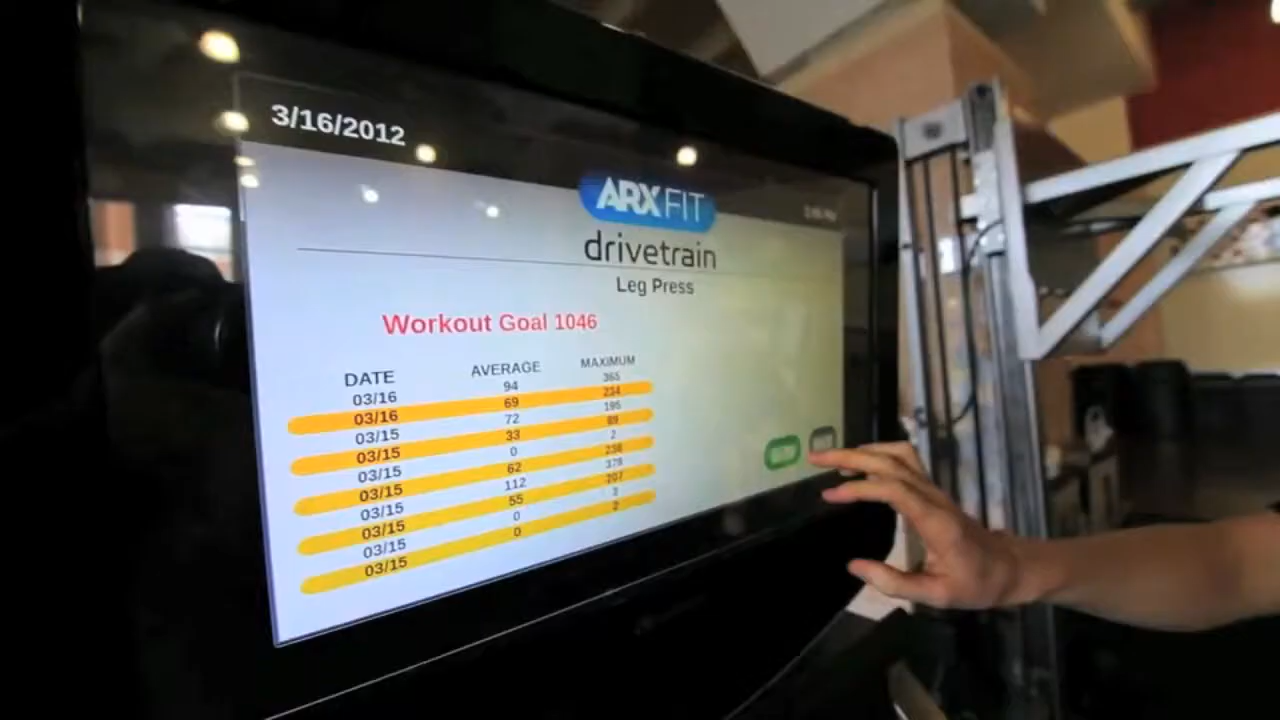 3/16/2012
ARXFIT
drivetrain
Leg Press
Workout Goal 1046
DATE AVERAGE MAXIMUM
03/16 94 365
03/16 69 234
03/15 72 195
03/15 33 89
03/15 0 2
03/15 62 238
03/15 112 378
03/15 55 207
03/15 0 3
03/15 0 2